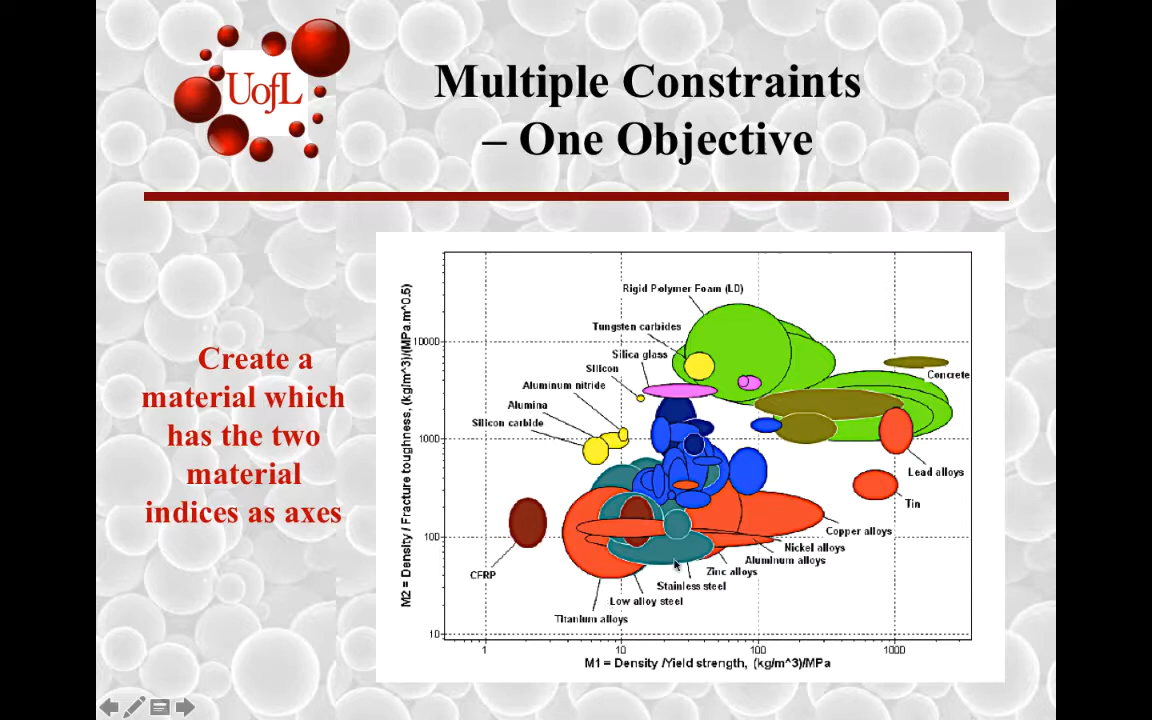 UofL
Multiple Constraints
– One Objective
Create a
material which
has the two
material
indices as axes
M2 = Density / Fracture toughness, (kg/m^3)/(MPa.m^0.5)
10000
1000
100
10
Rigid Polymer Foam (LD)
Tungsten carbides
Silica glass
Silicon
Aluminum nitride
Alumina
Silicon carbide
Concrete
Lead alloys
Tin
Copper alloys
Nickel alloys
Aluminum alloys
Zinc alloys
Stainless steel
Low alloy steel
Titanium alloys
CFRP
1
10
100
1000
M1 = Density /Yield strength, (kg/m^3)/MPa